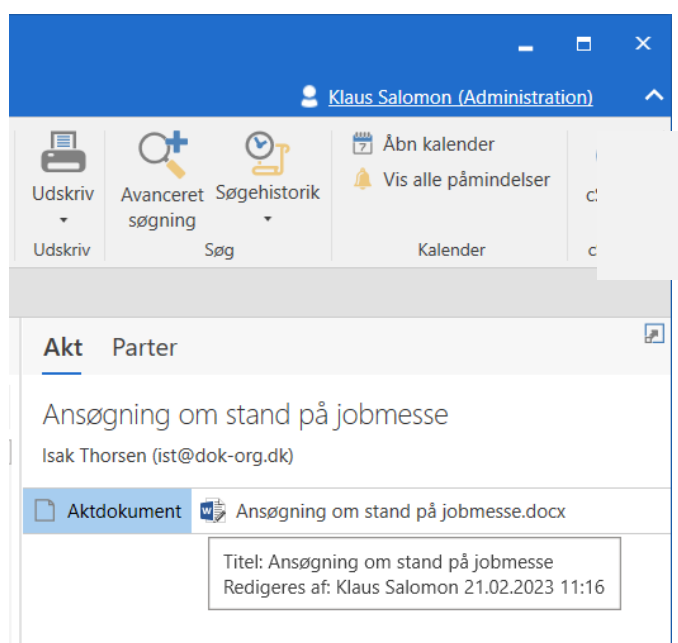 Klaus Salomon (Administration)
Åbn kalender
Vis alle påmindelser
Udskriv
Avanceret søgning
Søgehistorik
Udskriv
Søg
Kalender
Akt Parter
Ansøgning om stand på jobmesse
Isak Thorsen (ist@dok-org.dk)
Aktdokument Ansøgning om stand på jobmesse.docx
Titel: Ansøgning om stand på jobmesse
Redigeres af: Klaus Salomon 21.02.2023 11:16